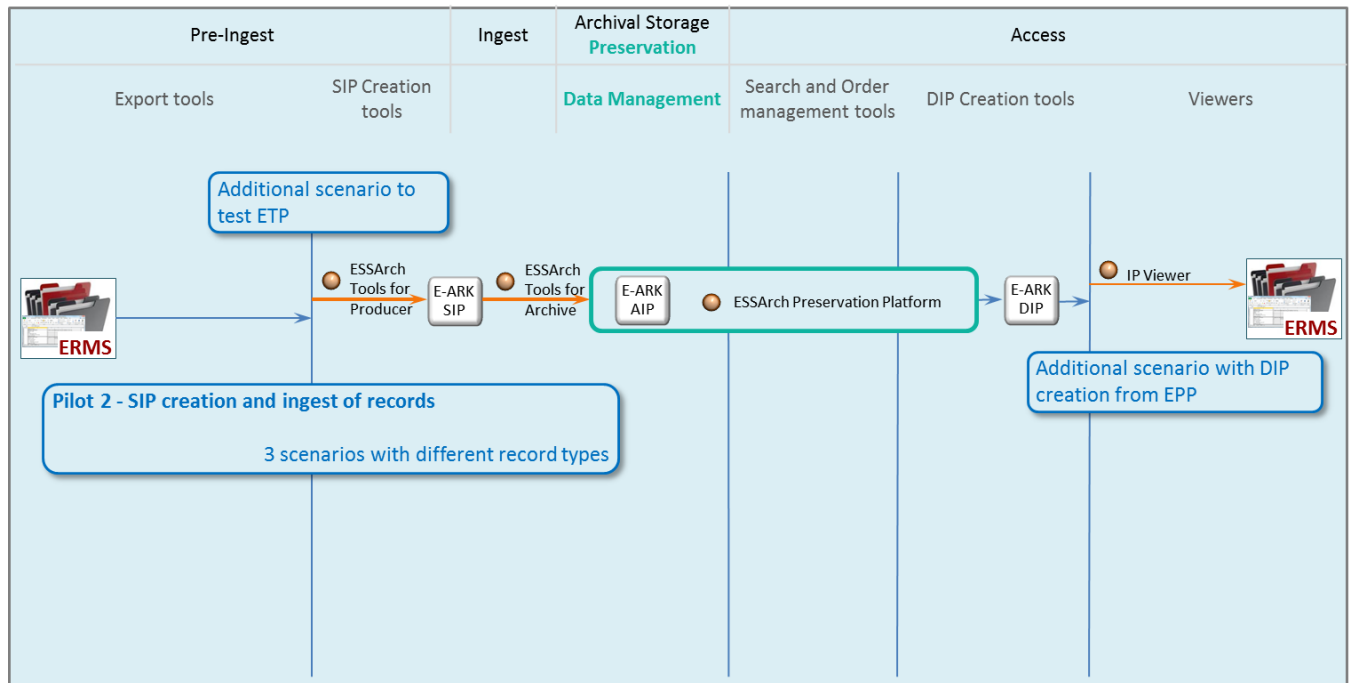 Pre-Ingest
Ingest
Archival Storage
Preservation
Access
Export tools
SIP Creation
tools
Data Management
Search and Order
management tools
DIP Creation tools
Viewers
Additional scenario to
test ETP
ERMS
ESSArch
Tools for
Producer
E-ARK
SIP
ESSArch
Tools for
Archive
E-ARK
AIP
ESSArch Preservation Platform
E-ARK
DIP
IP Viewer
ERMS
Additional scenario with DIP
creation from EPP
Pilot 2 - SIP creation and ingest of records
3 scenarios with different record types